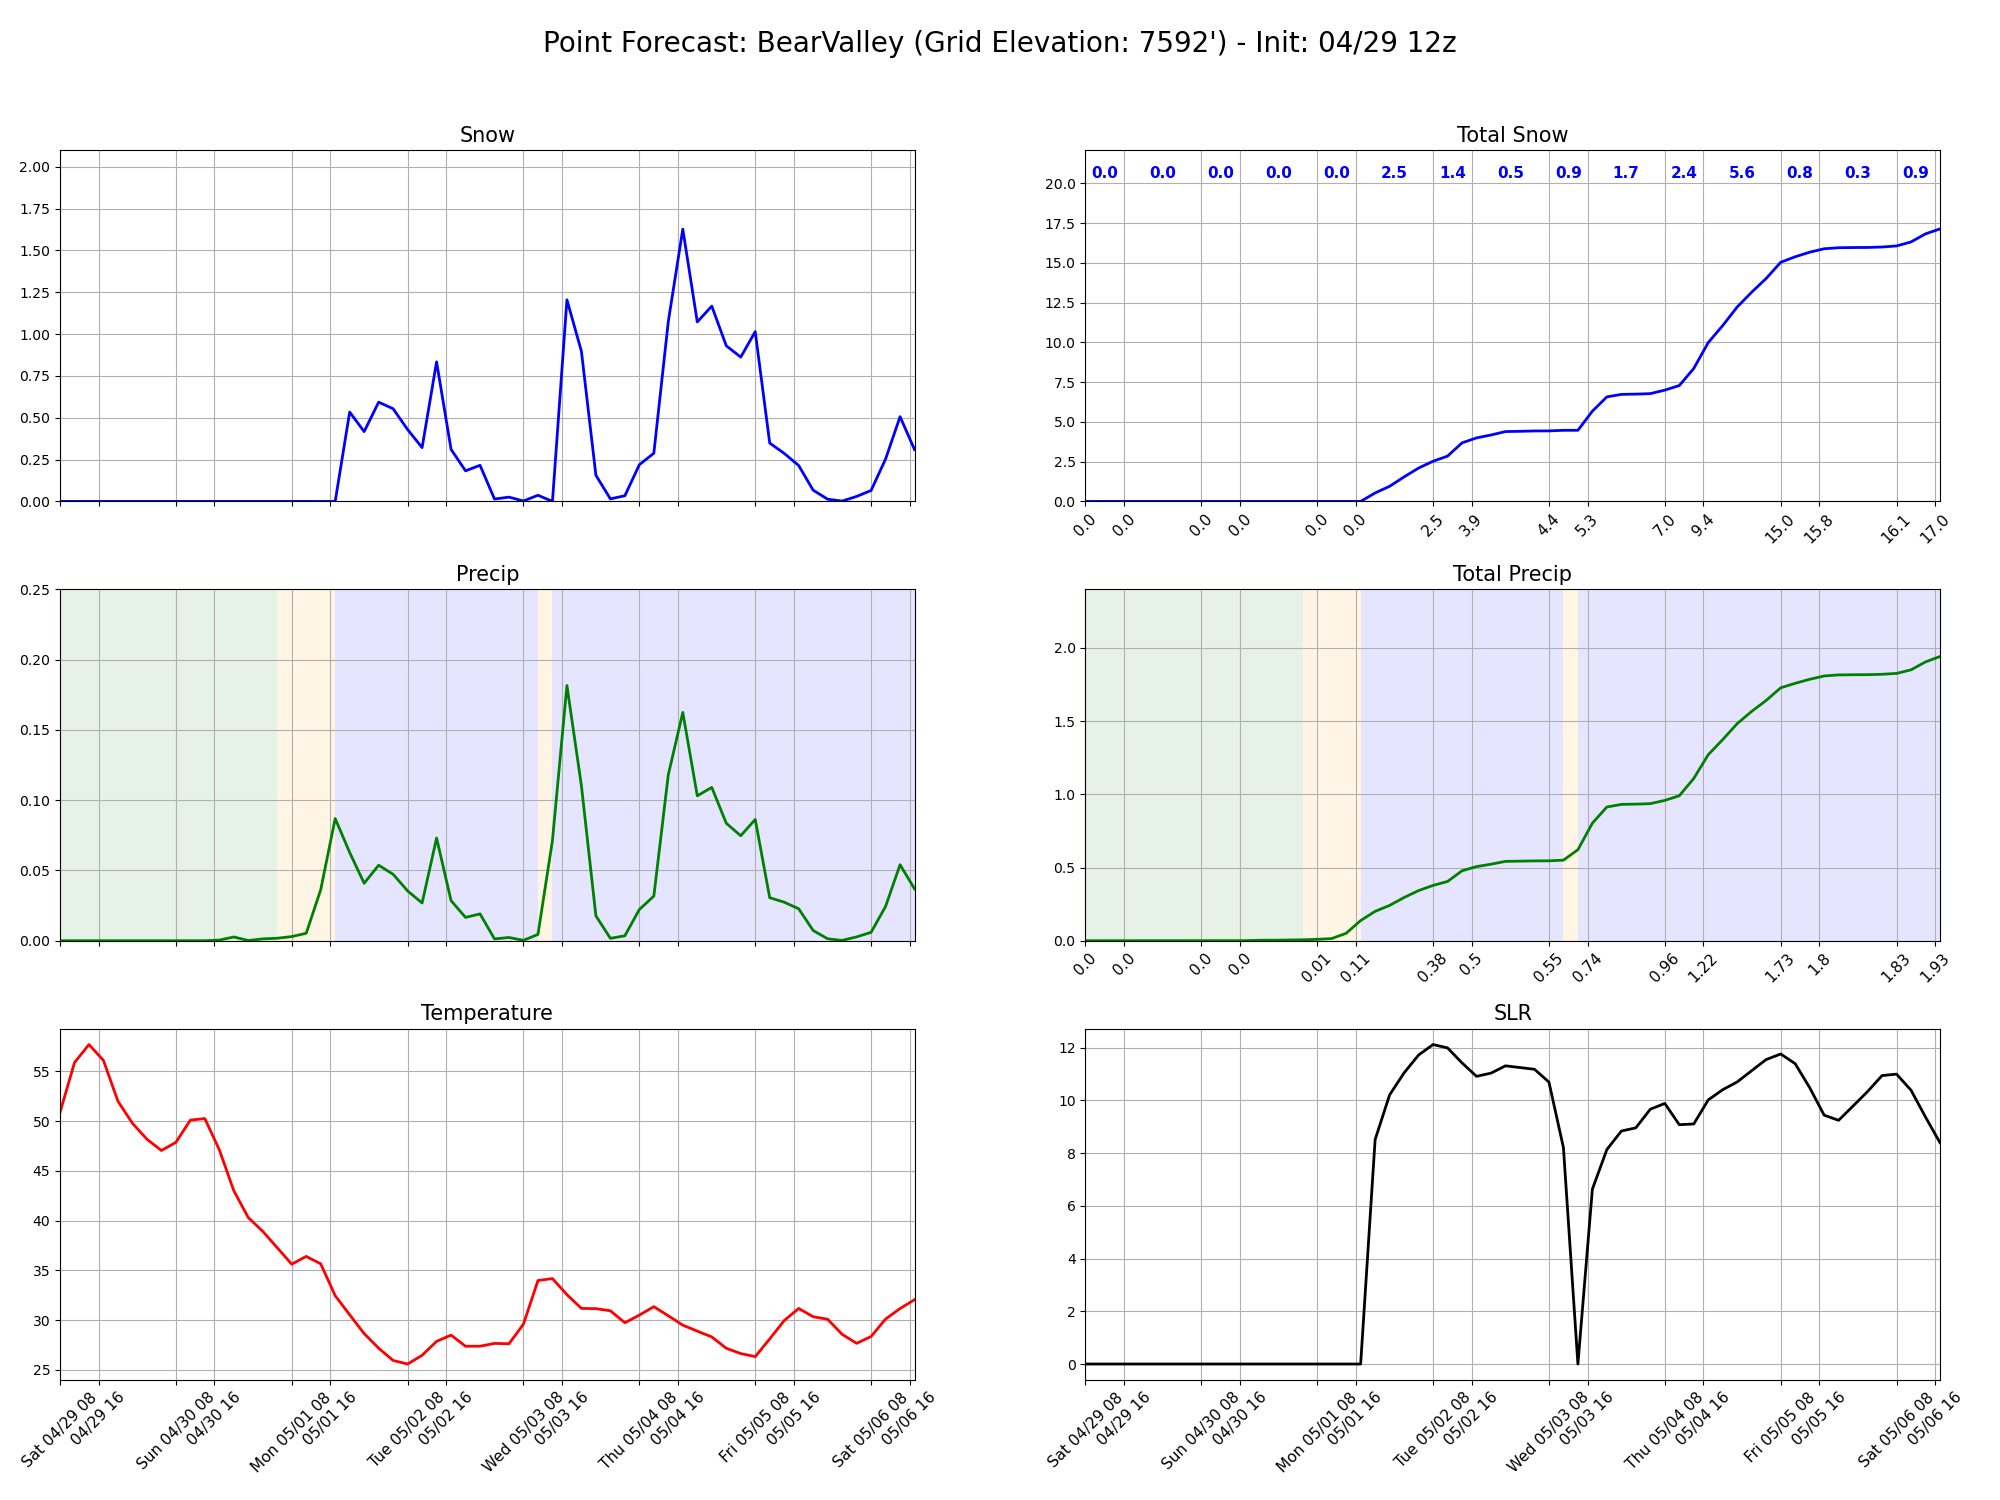 Point Forecast: BearValley (Grid Elevation: 7592') - Init: 04/29 12z
Snow
2.00
1.75
1.50
1.25
1.00
0.75
0.50
0.25
0.00
Total Snow
0.0 0.0 0.0 0.0 0.0 2.5 1.4 0.5 0.9 1.7 2.4 5.6 0.8 0.3 0.9
20.0
17.5
15.0
12.5
10.0
7.5
5.0
2.5
0.0
0.0 0.0 0.0 0.0 0.0 0.0 2.5 3.9 4.4 5.3 7.0 9.4 15.0 15.8 16.1 17.0
Precip
0.25
0.20
0.15
0.10
0.05
0.00
Total Precip
2.0
1.5
1.0
0.5
0.0
0.0 0.0 0.0 0.0 0.01 0.11 0.38 0.5 0.55 0.74 0.96 1.22 1.73 1.8 1.83 1.93
Temperature
55
50
45
40
35
30
25
Sat 04/29 08
04/29 16
Sun 04/30 08
04/30 16
Mon 05/01 08
05/01 16
Tue 05/02 08
05/02 16
Wed 05/03 08
05/03 16
Thu 05/04 08
05/04 16
Fri 05/05 08
05/05 16
Sat 05/06 08
05/06 16
SLR
12
10
8
6
4
2
0
Sat 04/29 08
04/29 16
Sun 04/30 08
04/30 16
Mon 05/01 08
05/01 16
Tue 05/02 08
05/02 16
Wed 05/03 08
05/03 16
Thu 05/04 08
05/04 16
Fri 05/05 08
05/05 16
Sat 05/06 08
05/06 16